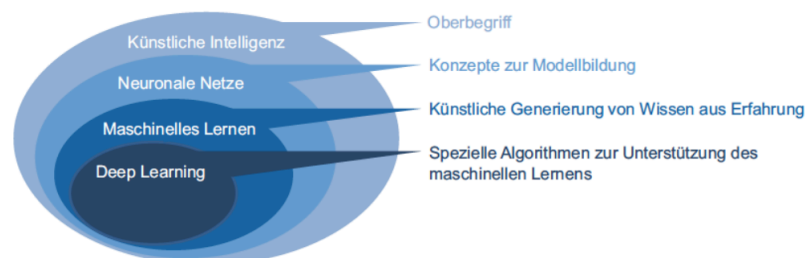 Künstliche Intelligenz
Oberbegriff
Neuronale Netze
Konzepte zur Modellbildung
Maschinelles Lernen
Künstliche Generierung von Wissen aus Erfahrung
Deep Learning
Spezielle Algorithmen zur Unterstützung des
maschinellen Lernens